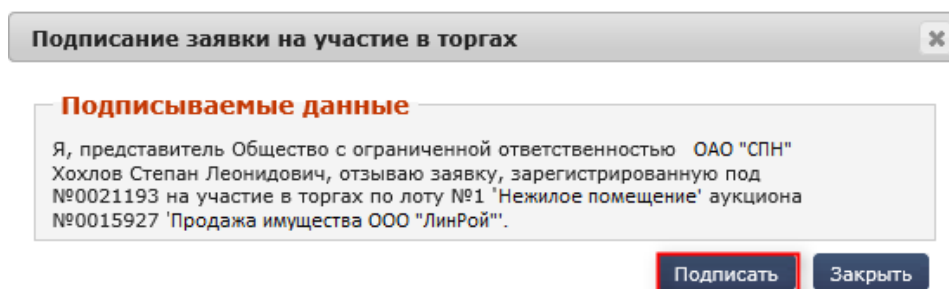 Подписание заявки на участие в торгах
Подписываемые данные
Я, представитель Общество с ограниченной ответственностью ОАО "СПН"
Хохлов Степан Леонидович, отзываю заявку, зарегистрированную под
№0021193 на участие в торгах по лоту №1 'Нежилое помещение' аукциона
№0015927 'Продажа имущества ООО "ЛинРой"'.
Подписать Закрыть